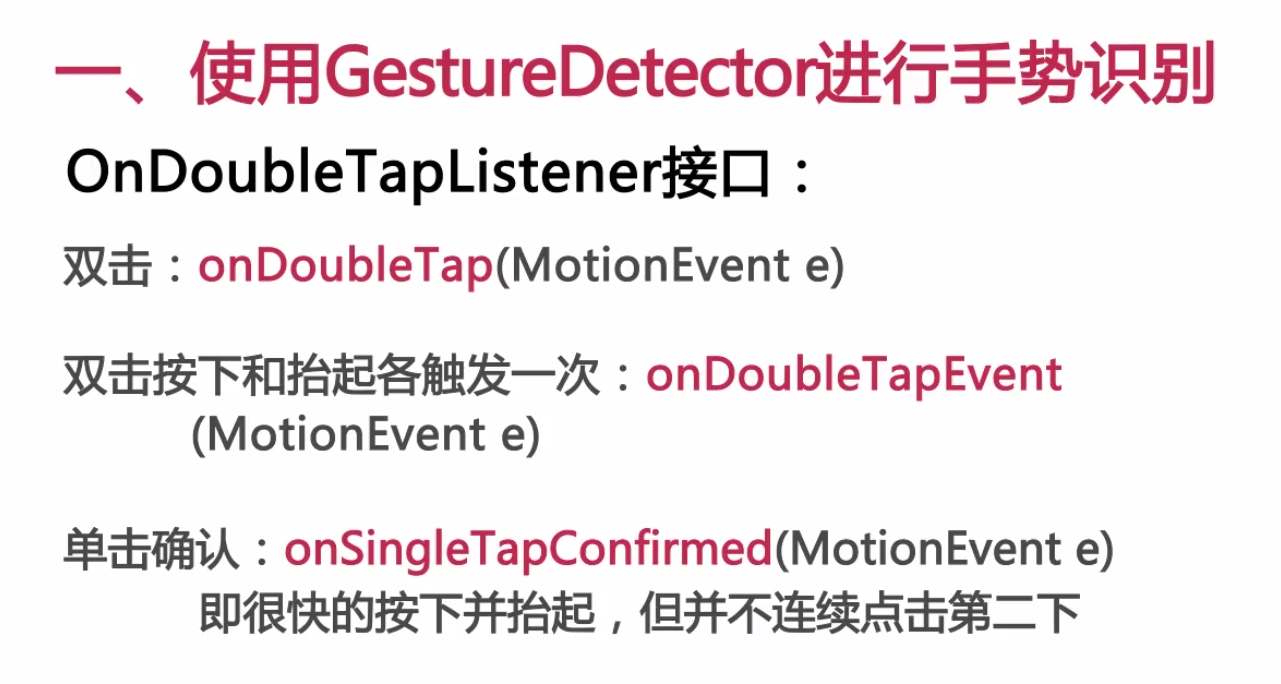 一、使用GestureDetector进行手势识别
OnDoubleTapListener接口：
双击：onDoubleTap(MotionEvent e)
双击按下和抬起各触发一次：onDoubleTapEvent
(MotionEvent e)
单击确认：onSingleTapConfirmed(MotionEvent e)
即很快的按下并抬起，但并不连续点击第二下